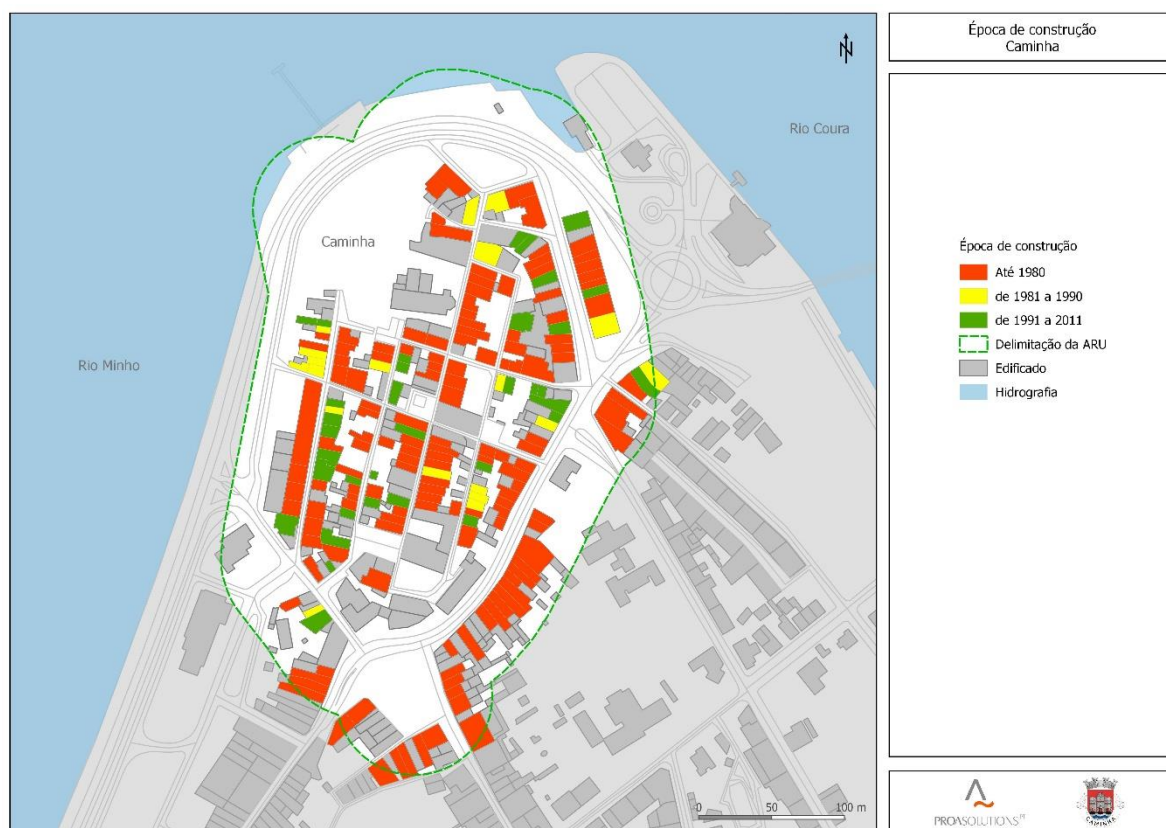 Época de construção
Caminha
N
Rio Coura
Caminha
Rio Minho
Época de construção
Até 1980
de 1981 a 1990
de 1991 a 2011
Delimitação da ARU
Edificado
Hidrografia
0 50 100 m
PROASOLUTIONS
CAMINHA